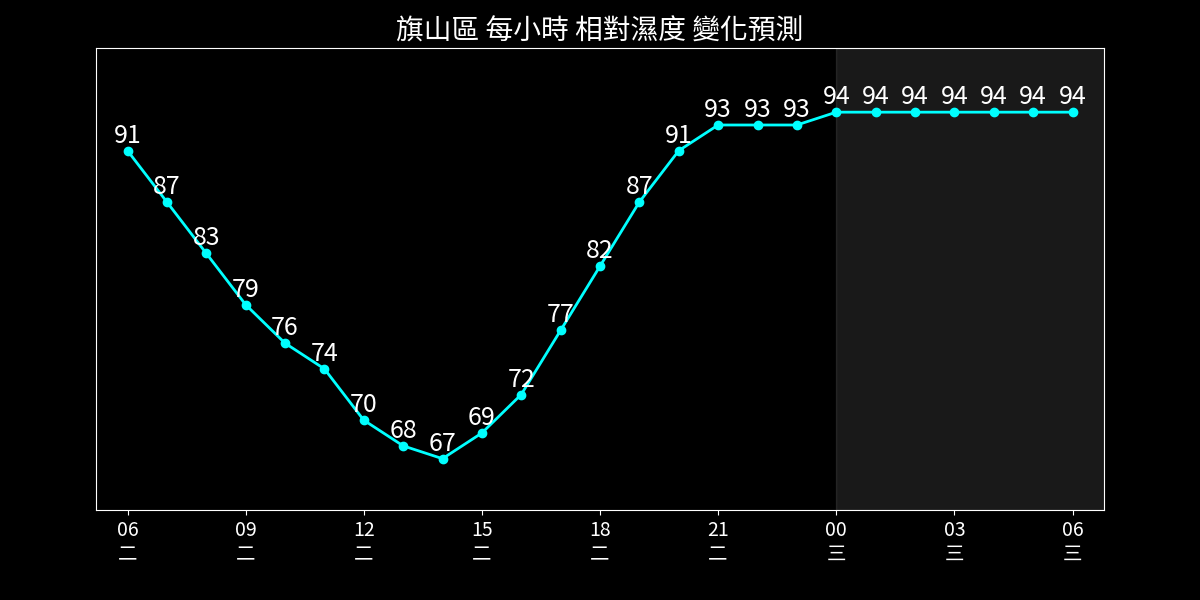 旗山區 每小時 相對濕度 變化預測
91 87 83 79 76 74 70 68 67 69 72 77 82 87 91 93 93 93 94 94 94 94 94 94 94
06 09 12 15 18 21 00 03 06
二 二 二 二 二 二 三 三 三